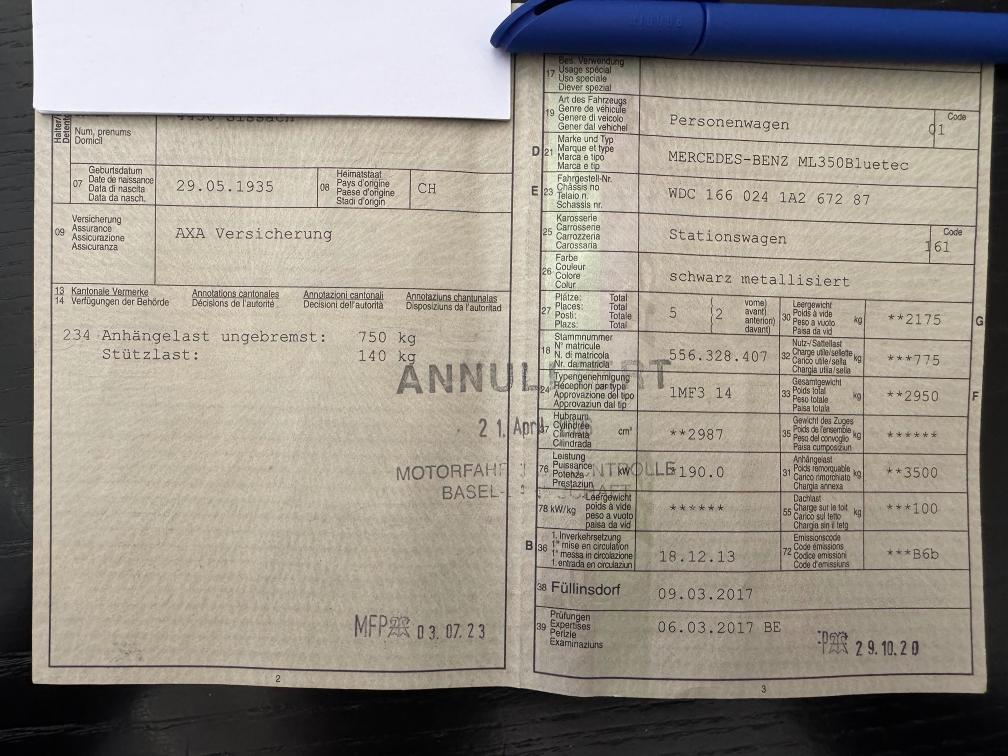 Halter/
Detent
Num, prenums
Domicil
07 Geburtsdatum
Date de naissance
Data di nascita
Data da nasch.
29.05.1935
08 Heimatstaat
Pays d'origine
Paese d'origine
Stadi d'origin
CH
09 Versicherung
Assurance
Assicurazione
Assicuranza
AXA Versicherung
13 Kantonale Vermerke
14 Verfügungen der Behörde
Annotations cantonales
Décisions de l'autorité
Annotazioni cantonali
Decisioni dell'autorità
Annotaziuns chantunalas
Disposiziuns da l'autoritad
234 Anhängelast ungebremst: 750 kg
Stützlast: 140 kg
21. Apr
MOTORFAH
BASEL-
MFP 03.07.23
2
17 Bes. Verwendung
Usage spécial
Uso speciale
Diever spezial
19 Art des Fahrzeugs
Genre de véhicule
Genere di veicolo
Gener dal vehichel
Personenwagen
Code
01
D 21 Marke und Typ
Marque et type
Marca e tipo
Marca e tip
MERCEDES-BENZ ML350Bluetec
E 23 Fahrgestell-Nr.
Châssis no
Telaio n.
Schassis nr.
WDC 166 024 1A2 672 87
25 Karosserie
Carrosserie
Carrozzeria
Carossaria
Stationswagen
Code
161
26 Farbe
Couleur
Colore
Colur
schwarz metallisiert
27 Plätze: Total
Places: Total
Posti: Totale
Plazs: Total
5 (2 vorne)
avant)
anteriori)
davant)
30 Leergewicht
Poids à vide
Peso a vuoto
Paisa da vid
kg
**2175
G
18 Stammnummer
N° matricule
N. di matricola
Nr. da matricla
556.328.407
32 Nutz-/Sattellast
Charge utile/sellette
Carico utile/sella
Chargia utila/sella
kg
***775
24 Typengenehmigung
Réception par type
Approvazione del tipo
Approvaziun dal tip
1MF3 14
33 Gesamtgewicht
Poids total
Peso totale
Paisa totala
kg
**2950
F
37 Hubraum
Cylindrée
Cilindrata
Cilindrada
cm³
**2987
35 Gewicht des Zuges
Poids de l'ensemble
Peso del convoglio
Paisa cumposiziun
kg
******
76 Leistung
Puissance
Potenza
Prestaziun
kW
*190.0
31 Anhängelast
Poids remorquable
Carico rimorchiato
Chargia annexa
kg
**3500
78 kW/kg Leergewicht
poids à vide
peso a vuoto
paisa da vid
******
55 Dachlast
Charge sur le toit
Carico sul tetto
Chargia sin il tetg
kg
***100
B 36 1. Inverkehrsetzung
1re mise en circulation
1a messa in circolazione
1. entrada en circulaziun
18.12.13
72 Emissionscode
Code émissions
Codice emissioni
Code d'emissiuns
***B6b
38 Füllinsdorf
09.03.2017
39 Prüfungen
Expertises
Perizie
Examinaziuns
06.03.2017 BE
29.10.20
3